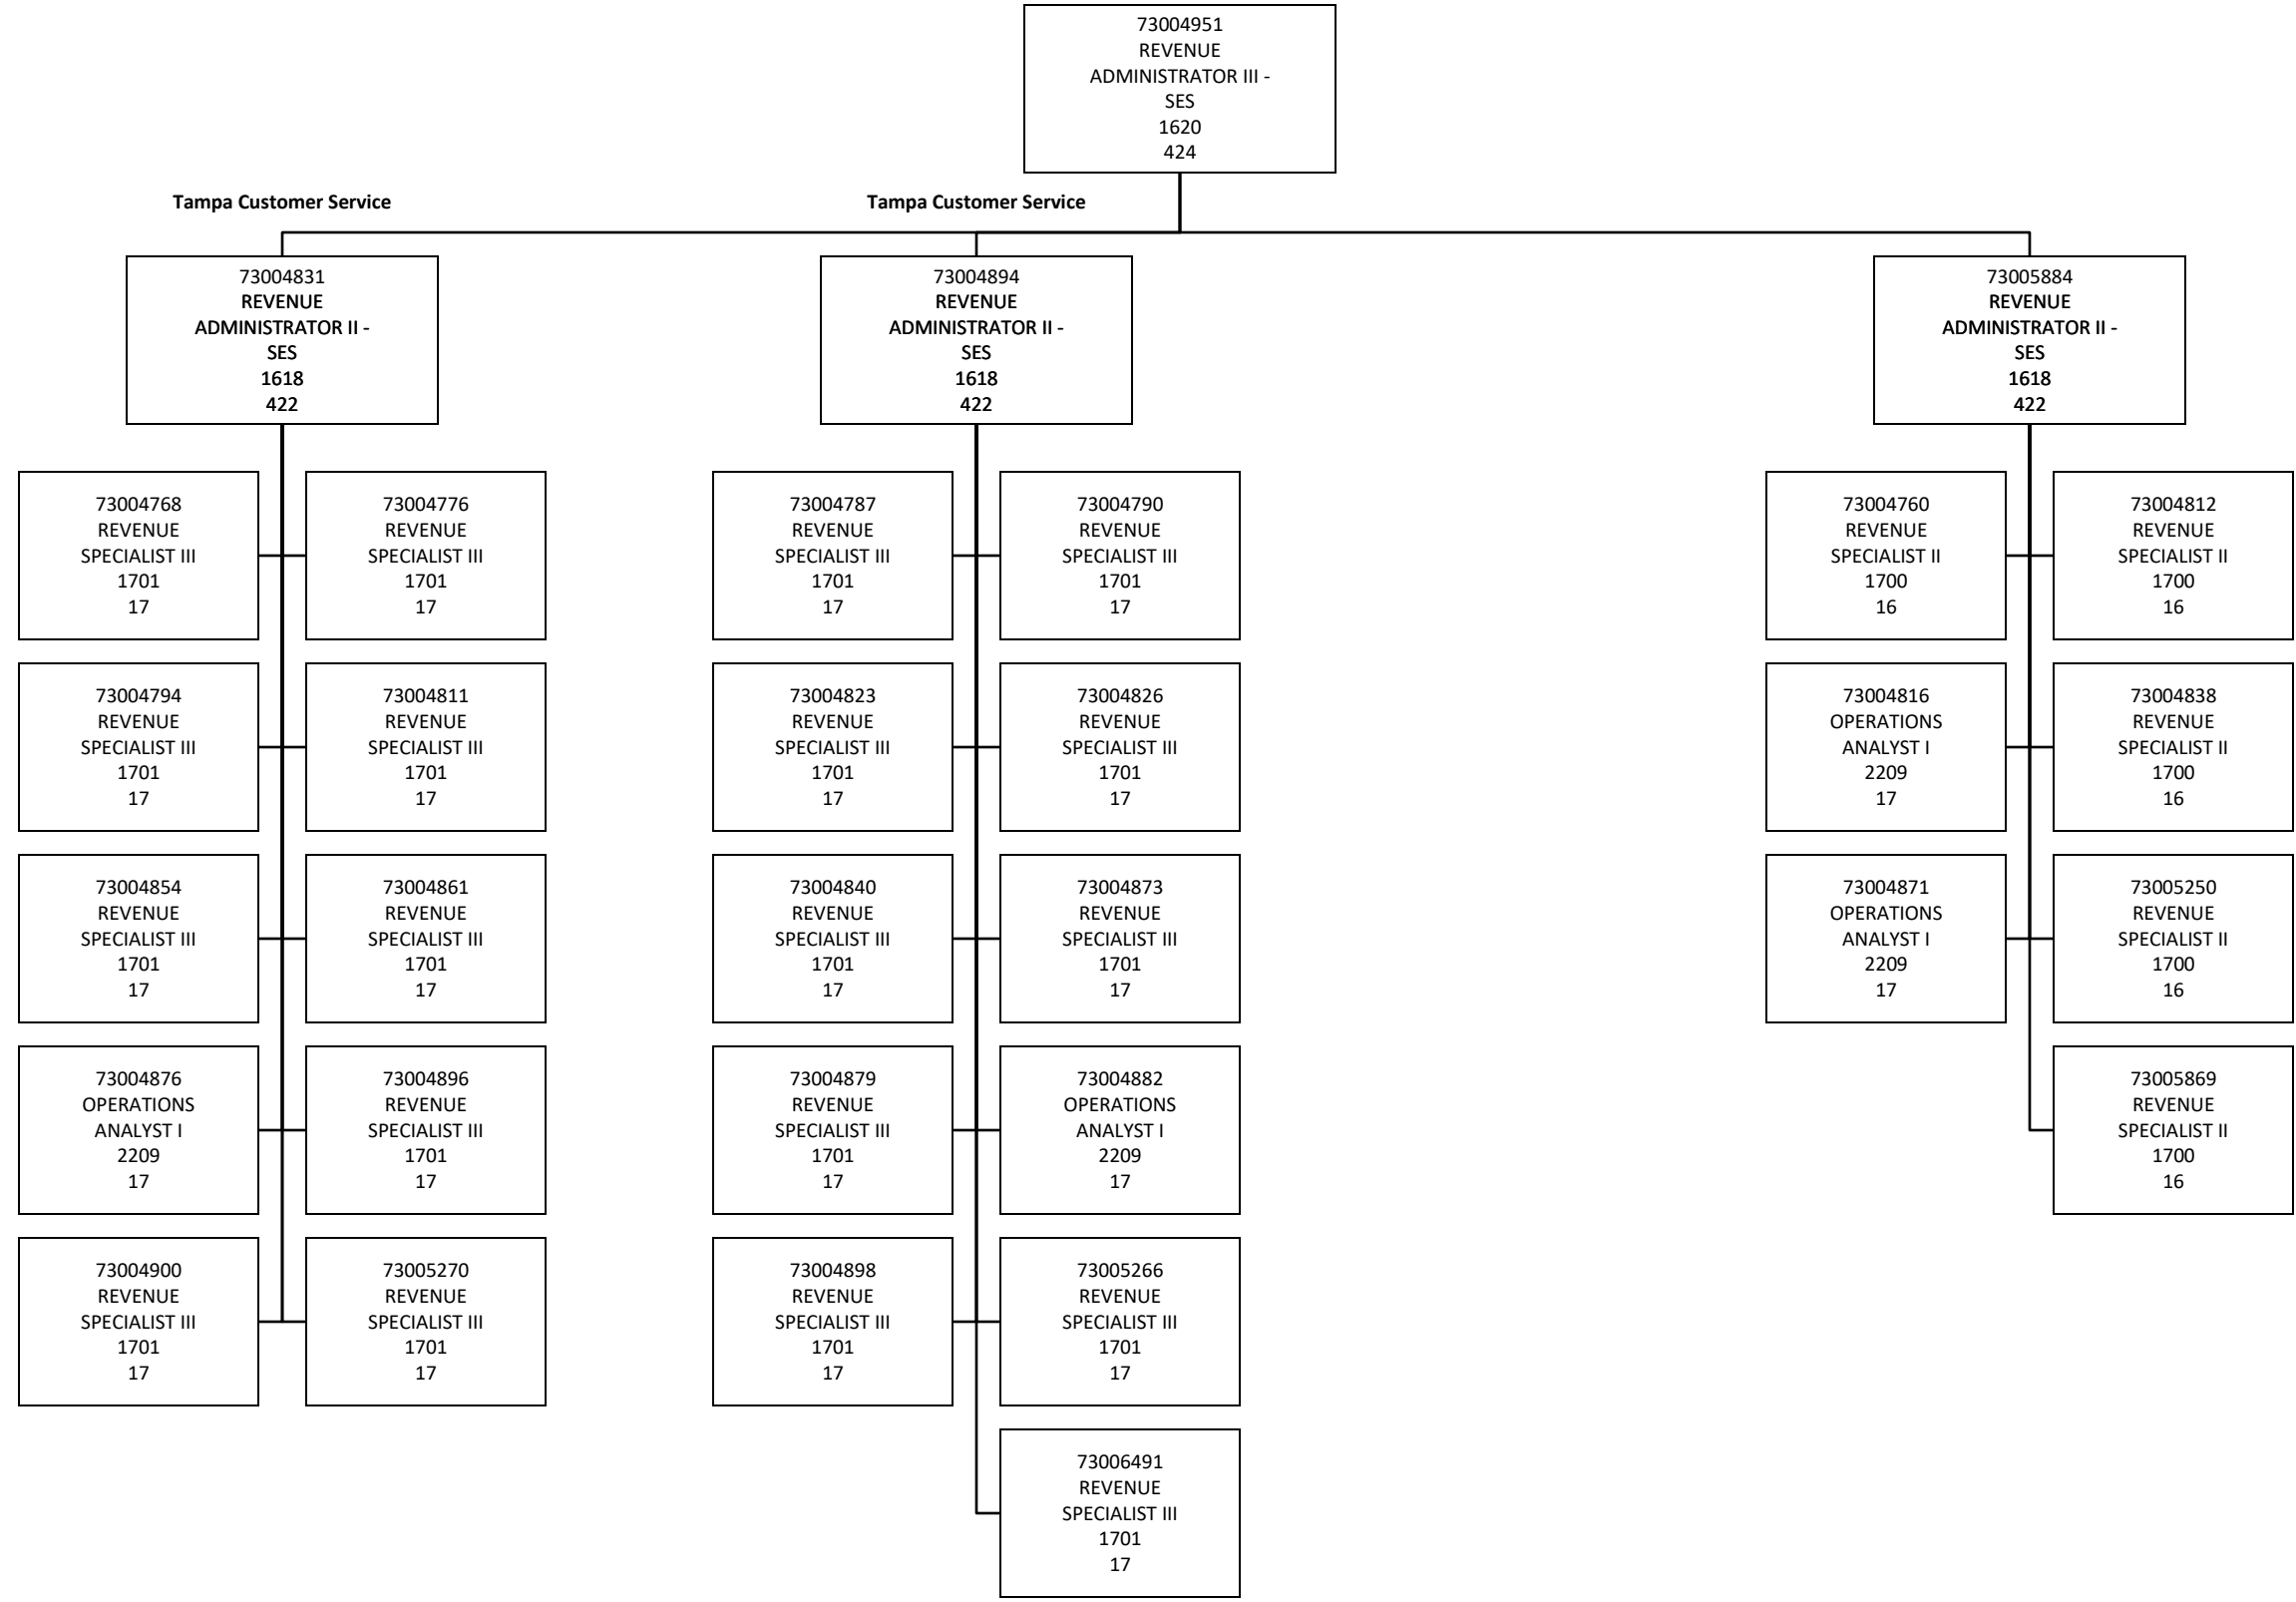 73004951
REVENUE
ADMINISTRATOR III -
SES
1620
424
Tampa Customer Service
Tampa Customer Service
73004831
REVENUE
ADMINISTRATOR II -
SES
1618
422
73004894
REVENUE
ADMINISTRATOR II -
SES
1618
422
73005884
REVENUE
ADMINISTRATOR II -
SES
1618
422
73004768
REVENUE
SPECIALIST III
1701
17
73004776
REVENUE
SPECIALIST III
1701
17
73004787
REVENUE
SPECIALIST III
1701
17
73004790
REVENUE
SPECIALIST III
1701
17
73004760
REVENUE
SPECIALIST II
1700
16
73004812
REVENUE
SPECIALIST II
1700
16
73004794
REVENUE
SPECIALIST III
1701
17
73004811
REVENUE
SPECIALIST III
1701
17
73004823
REVENUE
SPECIALIST III
1701
17
73004826
REVENUE
SPECIALIST III
1701
17
73004816
OPERATIONS
ANALYST I
2209
17
73004838
REVENUE
SPECIALIST II
1700
16
73004854
REVENUE
SPECIALIST III
1701
17
73004861
REVENUE
SPECIALIST III
1701
17
73004840
REVENUE
SPECIALIST III
1701
17
73004873
REVENUE
SPECIALIST III
1701
17
73004871
OPERATIONS
ANALYST I
2209
17
73005250
REVENUE
SPECIALIST II
1700
16
73004876
OPERATIONS
ANALYST I
2209
17
73004896
REVENUE
SPECIALIST III
1701
17
73004879
REVENUE
SPECIALIST III
1701
17
73004882
OPERATIONS
ANALYST I
2209
17
73005869
REVENUE
SPECIALIST II
1700
16
73004900
REVENUE
SPECIALIST III
1701
17
73005270
REVENUE
SPECIALIST III
1701
17
73004898
REVENUE
SPECIALIST III
1701
17
73005266
REVENUE
SPECIALIST III
1701
17
73006491
REVENUE
SPECIALIST III
1701
17